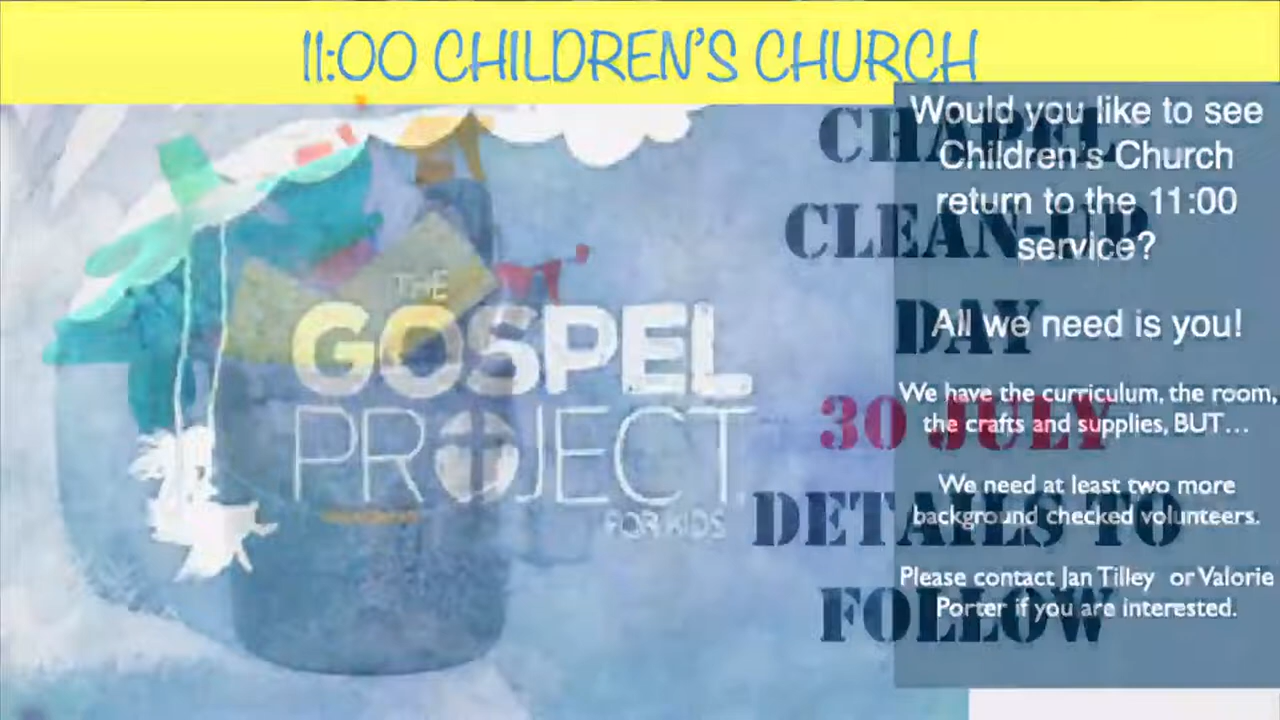 11:00 CHILDREN'S CHURCH
THE
GOSPEL
PROJECT
FOR KIDS
CHAPEL
CLEAN-UP
DAY
30 JULY
DETAILS TO
FOLLOW
Would you like to see
Children's Church
return to the 11:00
service?
All we need is you!
We have the curriculum, the room,
the crafts and supplies, BUT...
We need at least two more
background checked volunteers.
Please contact Jan Tilley or Valorie
Porter if you are interested.